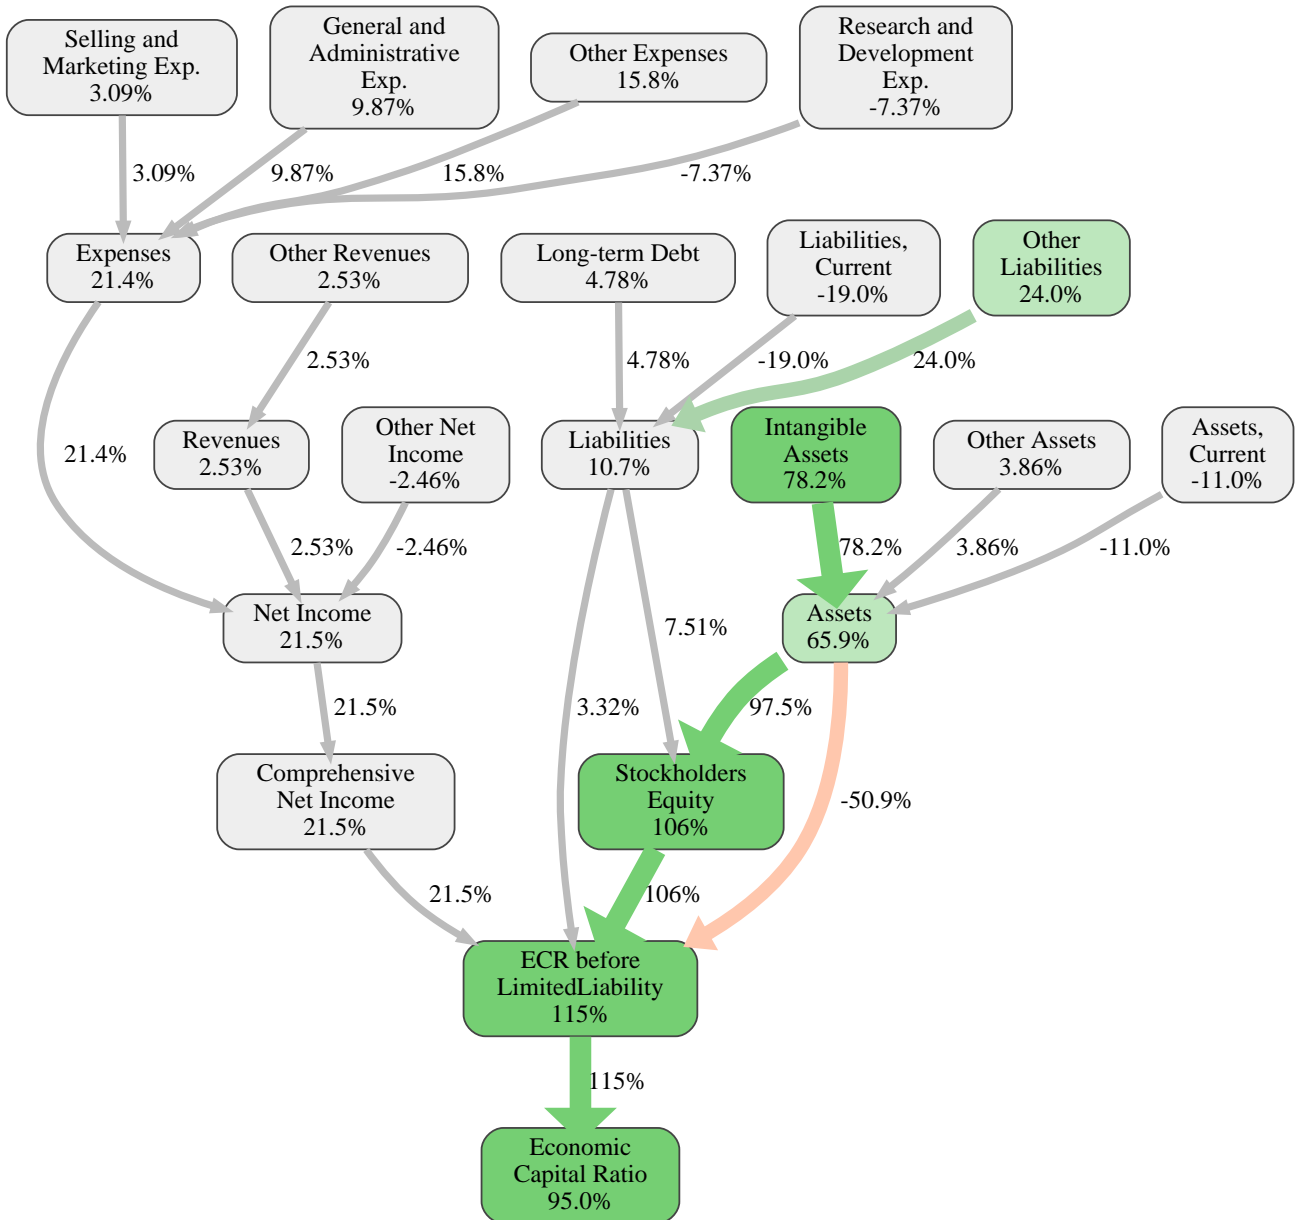 Selling and
Marketing Exp.
3.09%
General and
Administrative
Exp.
9.87%
Other Expenses
15.8%
Research and
Development
Exp.
-7.37%
3.09%
9.87%
15.8%
-7.37%
Expenses
21.4%
Other Revenues
2.53%
Long-term Debt
4.78%
Liabilities,
Current
-19.0%
Other
Liabilities
24.0%
2.53%
4.78%
-19.0%
24.0%
21.4%
Revenues
2.53%
Other Net
Income
-2.46%
Liabilities
10.7%
Intangible
Assets
78.2%
Other Assets
3.86%
Assets,
Current
-11.0%
2.53%
-2.46%
78.2%
3.86%
-11.0%
Net Income
21.5%
7.51%
Assets
65.9%
21.5%
3.32%
97.5%
Comprehensive
Net Income
21.5%
Stockholders
Equity
106%
-50.9%
21.5%
106%
ECR before
LimitedLiability
115%
115%
Economic
Capital Ratio
95.0%